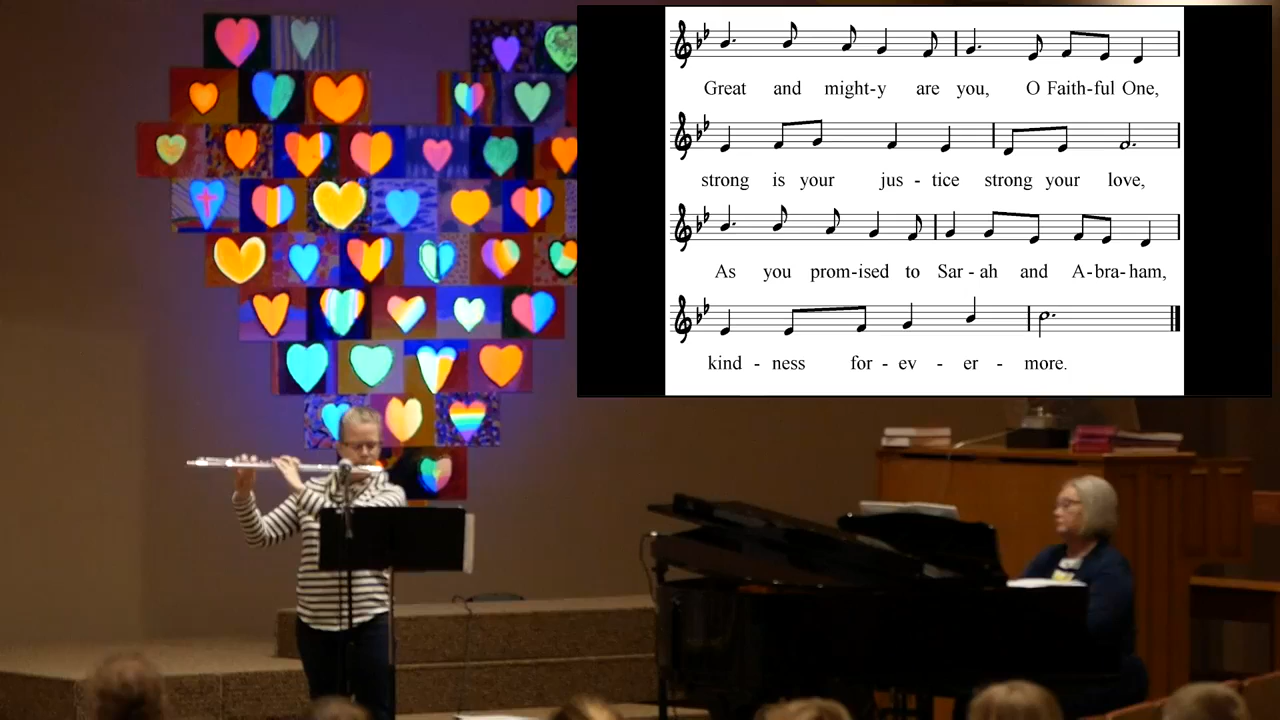 Great and might-y are you, O Faith-ful One,
strong is your jus - tice strong your love,
As you prom-ised to Sar - ah and A-bra-ham,
kind - ness for - ev - er - more.